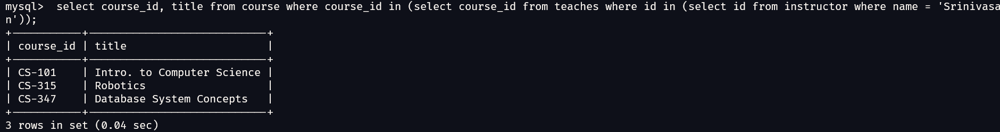 mysql>  select course_id, title from course where course_id in (select course_id from teaches where id in (select id from instructor where name = 'Srinivasa
n'));
+-----------+----------------------------+
| course_id | title                      |
+-----------+----------------------------+
| CS-101    | Intro. to Computer Science |
| CS-315    | Robotics                   |
| CS-347    | Database System Concepts   |
+-----------+----------------------------+
3 rows in set (0.04 sec)